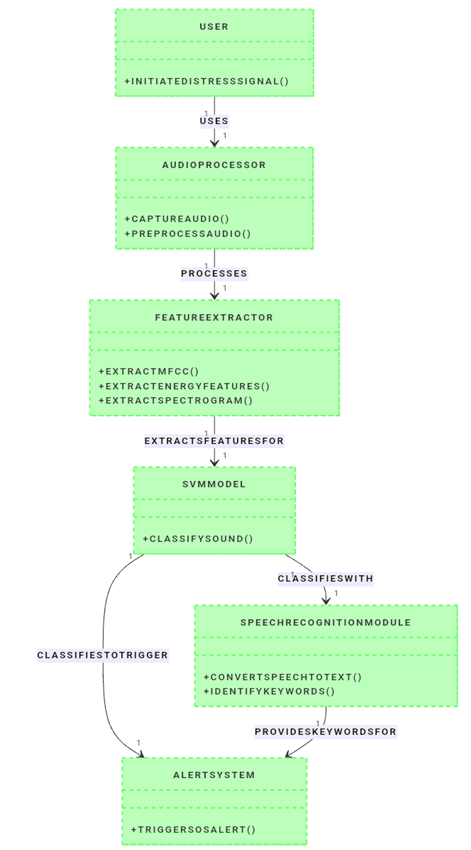 USER
+INITIATEDISTRESSSIGNAL()
1
USES
1
AUDIOPROCESSOR
+CAPTUREAUDIO()
+PREPROCESSAUDIO()
1
PROCESSES
1
FEATUREEXTRACTOR
+EXTRACTMFCC()
+EXTRACTENERGYFEATURES()
+EXTRACTSPECTROGRAM()
1
EXTRACTSFEATURESFOR
1
SVMMODEL
+CLASSIFYSOUND()
1
1
CLASSIFIESWITH
1
SPEECHRECOGNITIONMODULE
CLASSIFIESTOTRIGGER
+CONVERTSPEECHTOTEXT()
+IDENTIFYKEYWORDS()
1
PROVIDESKEYWORDSFOR
1
ALERTSYSTEM
+TRIGGERSOSALERT()